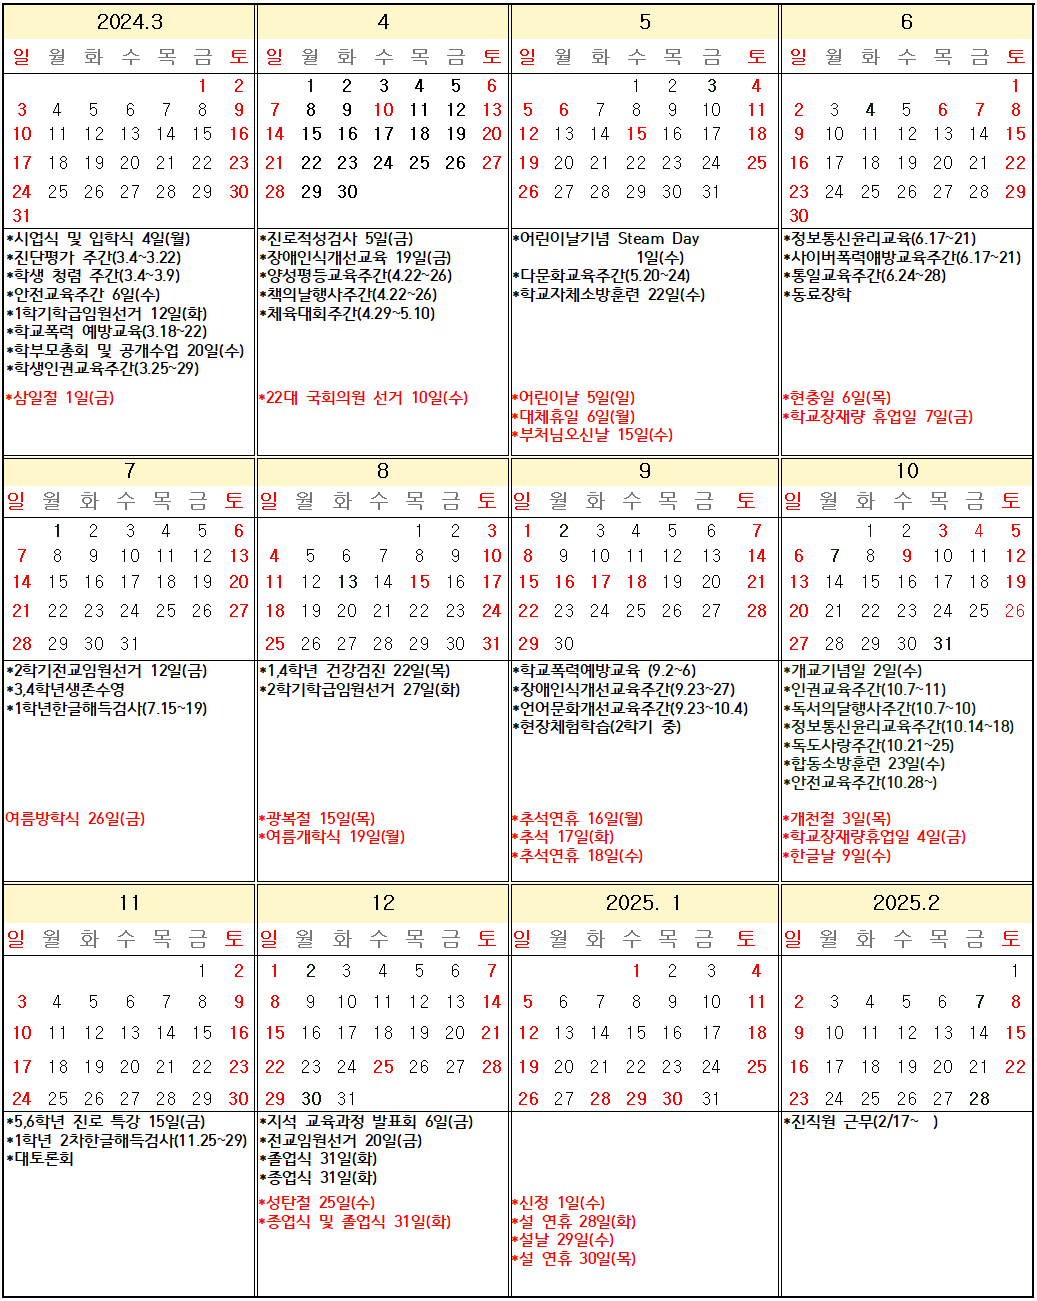 2024.3
일 월 화 수 목 금 토
1 2
3 4 5 6 7 8 9
10 11 12 13 14 15 16
17 18 19 20 21 22 23
24 25 26 27 28 29 30
31
*시업식 및 입학식 4일(월)
*진단평가 주간(3.4~3.22)
*학생 청렴 주간(3.4~3.9)
*안전교육주간 6일(수)
*1학기학급임원선거 12일(화)
*학교폭력 예방교육(3.18~22)
*학부모총회 및 공개수업 20일(수)
*학생인권교육주간(3.25~29)
*삼일절 1일(금)
4
일 월 화 수 목 금 토
1 2 3 4 5 6
7 8 9 10 11 12 13
14 15 16 17 18 19 20
21 22 23 24 25 26 27
28 29 30
*진로적성검사 5일(금)
*장애인식개선교육 19일(금)
*양성평등교육주간(4.22~26)
*책의날행사주간(4.22~26)
*체육대회주간(4.29~5.10)
*22대 국회의원 선거 10일(수)
5
일 월 화 수 목 금 토
1 2 3 4
5 6 7 8 9 10 11
12 13 14 15 16 17 18
19 20 21 22 23 24 25
26 27 28 29 30 31
*어린이날기념 Steam Day
1일(수)
*다문화교육주간(5.20~24)
*학교자체소방훈련 22일(수)
*어린이날 5일(일)
*대체휴일 6일(월)
*부처님오신날 15일(수)
6
일 월 화 수 목 금 토
1
2 3 4 5 6 7 8
9 10 11 12 13 14 15
16 17 18 19 20 21 22
23 24 25 26 27 28 29
30
*정보통신윤리교육(6.17~21)
*사이버폭력얘방교육주간(6.17~21)
*통일교육주간(6.24~28)
*동료장학
*현충일 6일(목)
*학교장재량 휴업일 7일(금)
7
일 월 화 수 목 금 토
1 2 3 4 5 6
7 8 9 10 11 12 13
14 15 16 17 18 19 20
21 22 23 24 25 26 27
28 29 30 31
*2학기전교임원선거 12일(금)
*3,4학년생존수영
*1학년한글해득검사(7.15~19)
여름방학식 26일(금)
8
일 월 화 수 목 금 토
1 2 3
4 5 6 7 8 9 10
11 12 13 14 15 16 17
18 19 20 21 22 23 24
25 26 27 28 29 30 31
*1,4학년 건강검진 22일(목)
*2학기학급임원선거 27일(화)
*광복절 15일(목)
*여름개학식 19일(월)
9
일 월 화 수 목 금 토
1 2 3 4 5 6 7
8 9 10 11 12 13 14
15 16 17 18 19 20 21
22 23 24 25 26 27 28
29 30
*학교폭력예방교육 (9.2~6)
*장애인식개선교육주간(9.23~27)
*언어문화개선교육주간(9.23~10.4)
*현장체험학습(2학기 중)
*추석연휴 16일(월)
*추석 17일(화)
*추석연휴 18일(수)
10
일 월 화 수 목 금 토
1 2 3 4 5
6 7 8 9 10 11 12
13 14 15 16 17 18 19
20 21 22 23 24 25 26
27 28 29 30 31
*개교기념일 2일(수)
*인권교육주간(10.7~11)
*독서의달행사주간(10.7~10)
*정보통신윤리교육주간(10.14~18)
*독도사랑주간(10.21~25)
*합동소방훈련 23일(수)
*안전교육주간(10.28~)
*개천절 3일(목)
*학교장재량휴업일 4일(금)
*한글날 9일(수)
11
일 월 화 수 목 금 토
1 2
3 4 5 6 7 8 9
10 11 12 13 14 15 16
17 18 19 20 21 22 23
24 25 26 27 28 29 30
*5,6학년 진로 특강 15일(금)
*1학년 2차한글해득검사(11.25~29)
*대토론회
12
일 월 화 수 목 금 토
1 2 3 4 5 6 7
8 9 10 11 12 13 14
15 16 17 18 19 20 21
22 23 24 25 26 27 28
29 30 31
*지석 교육과정 발표회 6일(금)
*전교임원선거 20일(금)
*졸업식 31일(화)
*종업식 31일(화)
*성탄절 25일(수)
*종업식 및 졸업식 31일(화)
2025. 1
일 월 화 수 목 금 토
1 2 3 4
5 6 7 8 9 10 11
12 13 14 15 16 17 18
19 20 21 22 23 24 25
26 27 28 29 30 31
*신정 1일(수)
*설 연휴 28일(화)
*설날 29일(수)
*설 연휴 30일(목)
2025.2
일 월 화 수 목 금 토
1
2 3 4 5 6 7 8
9 10 11 12 13 14 15
16 17 18 19 20 21 22
23 24 25 26 27 28
*전직원 근무(2/17~ )